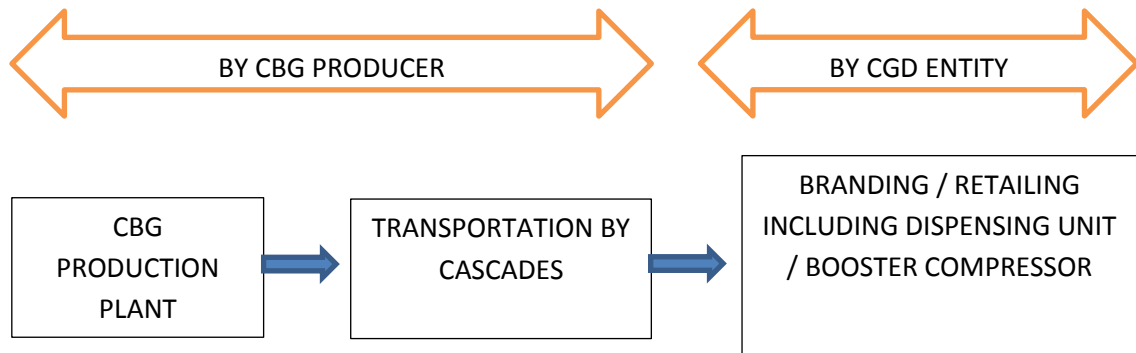 BY CBG PRODUCER
BY CGD ENTITY
CBG
PRODUCTION
PLANT
TRANSPORTATION BY
CASCADES
BRANDING / RETAILING
INCLUDING DISPENSING UNIT
/ BOOSTER COMPRESSOR